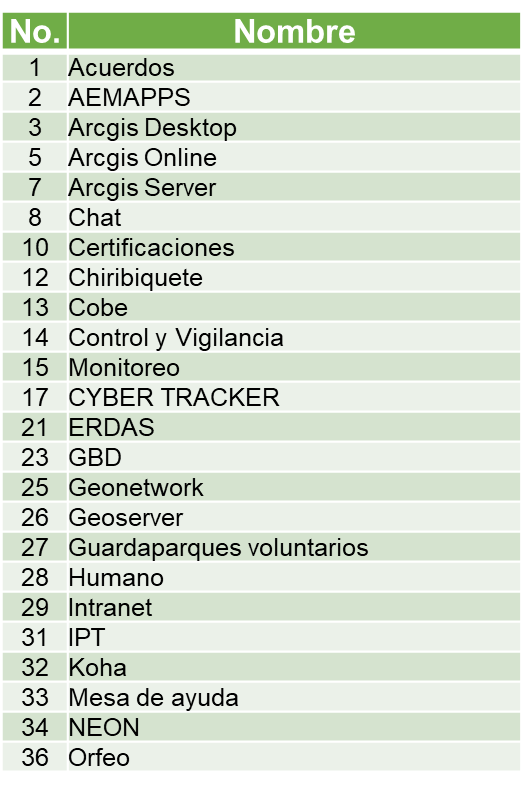 No. Nombre
1 Acuerdos
2 AEMAPPS
3 Arcgis Desktop
5 Arcgis Online
7 Arcgis Server
8 Chat
10 Certificaciones
12 Chiribiquete
13 Cobe
14 Control y Vigilancia
15 Monitoreo
17 CYBER TRACKER
21 ERDAS
23 GBD
25 Geonetwork
26 Geoserver
27 Guardaparques voluntarios
28 Humano
29 Intranet
31 IPT
32 Koha
33 Mesa de ayuda
34 NEON
36 Orfeo